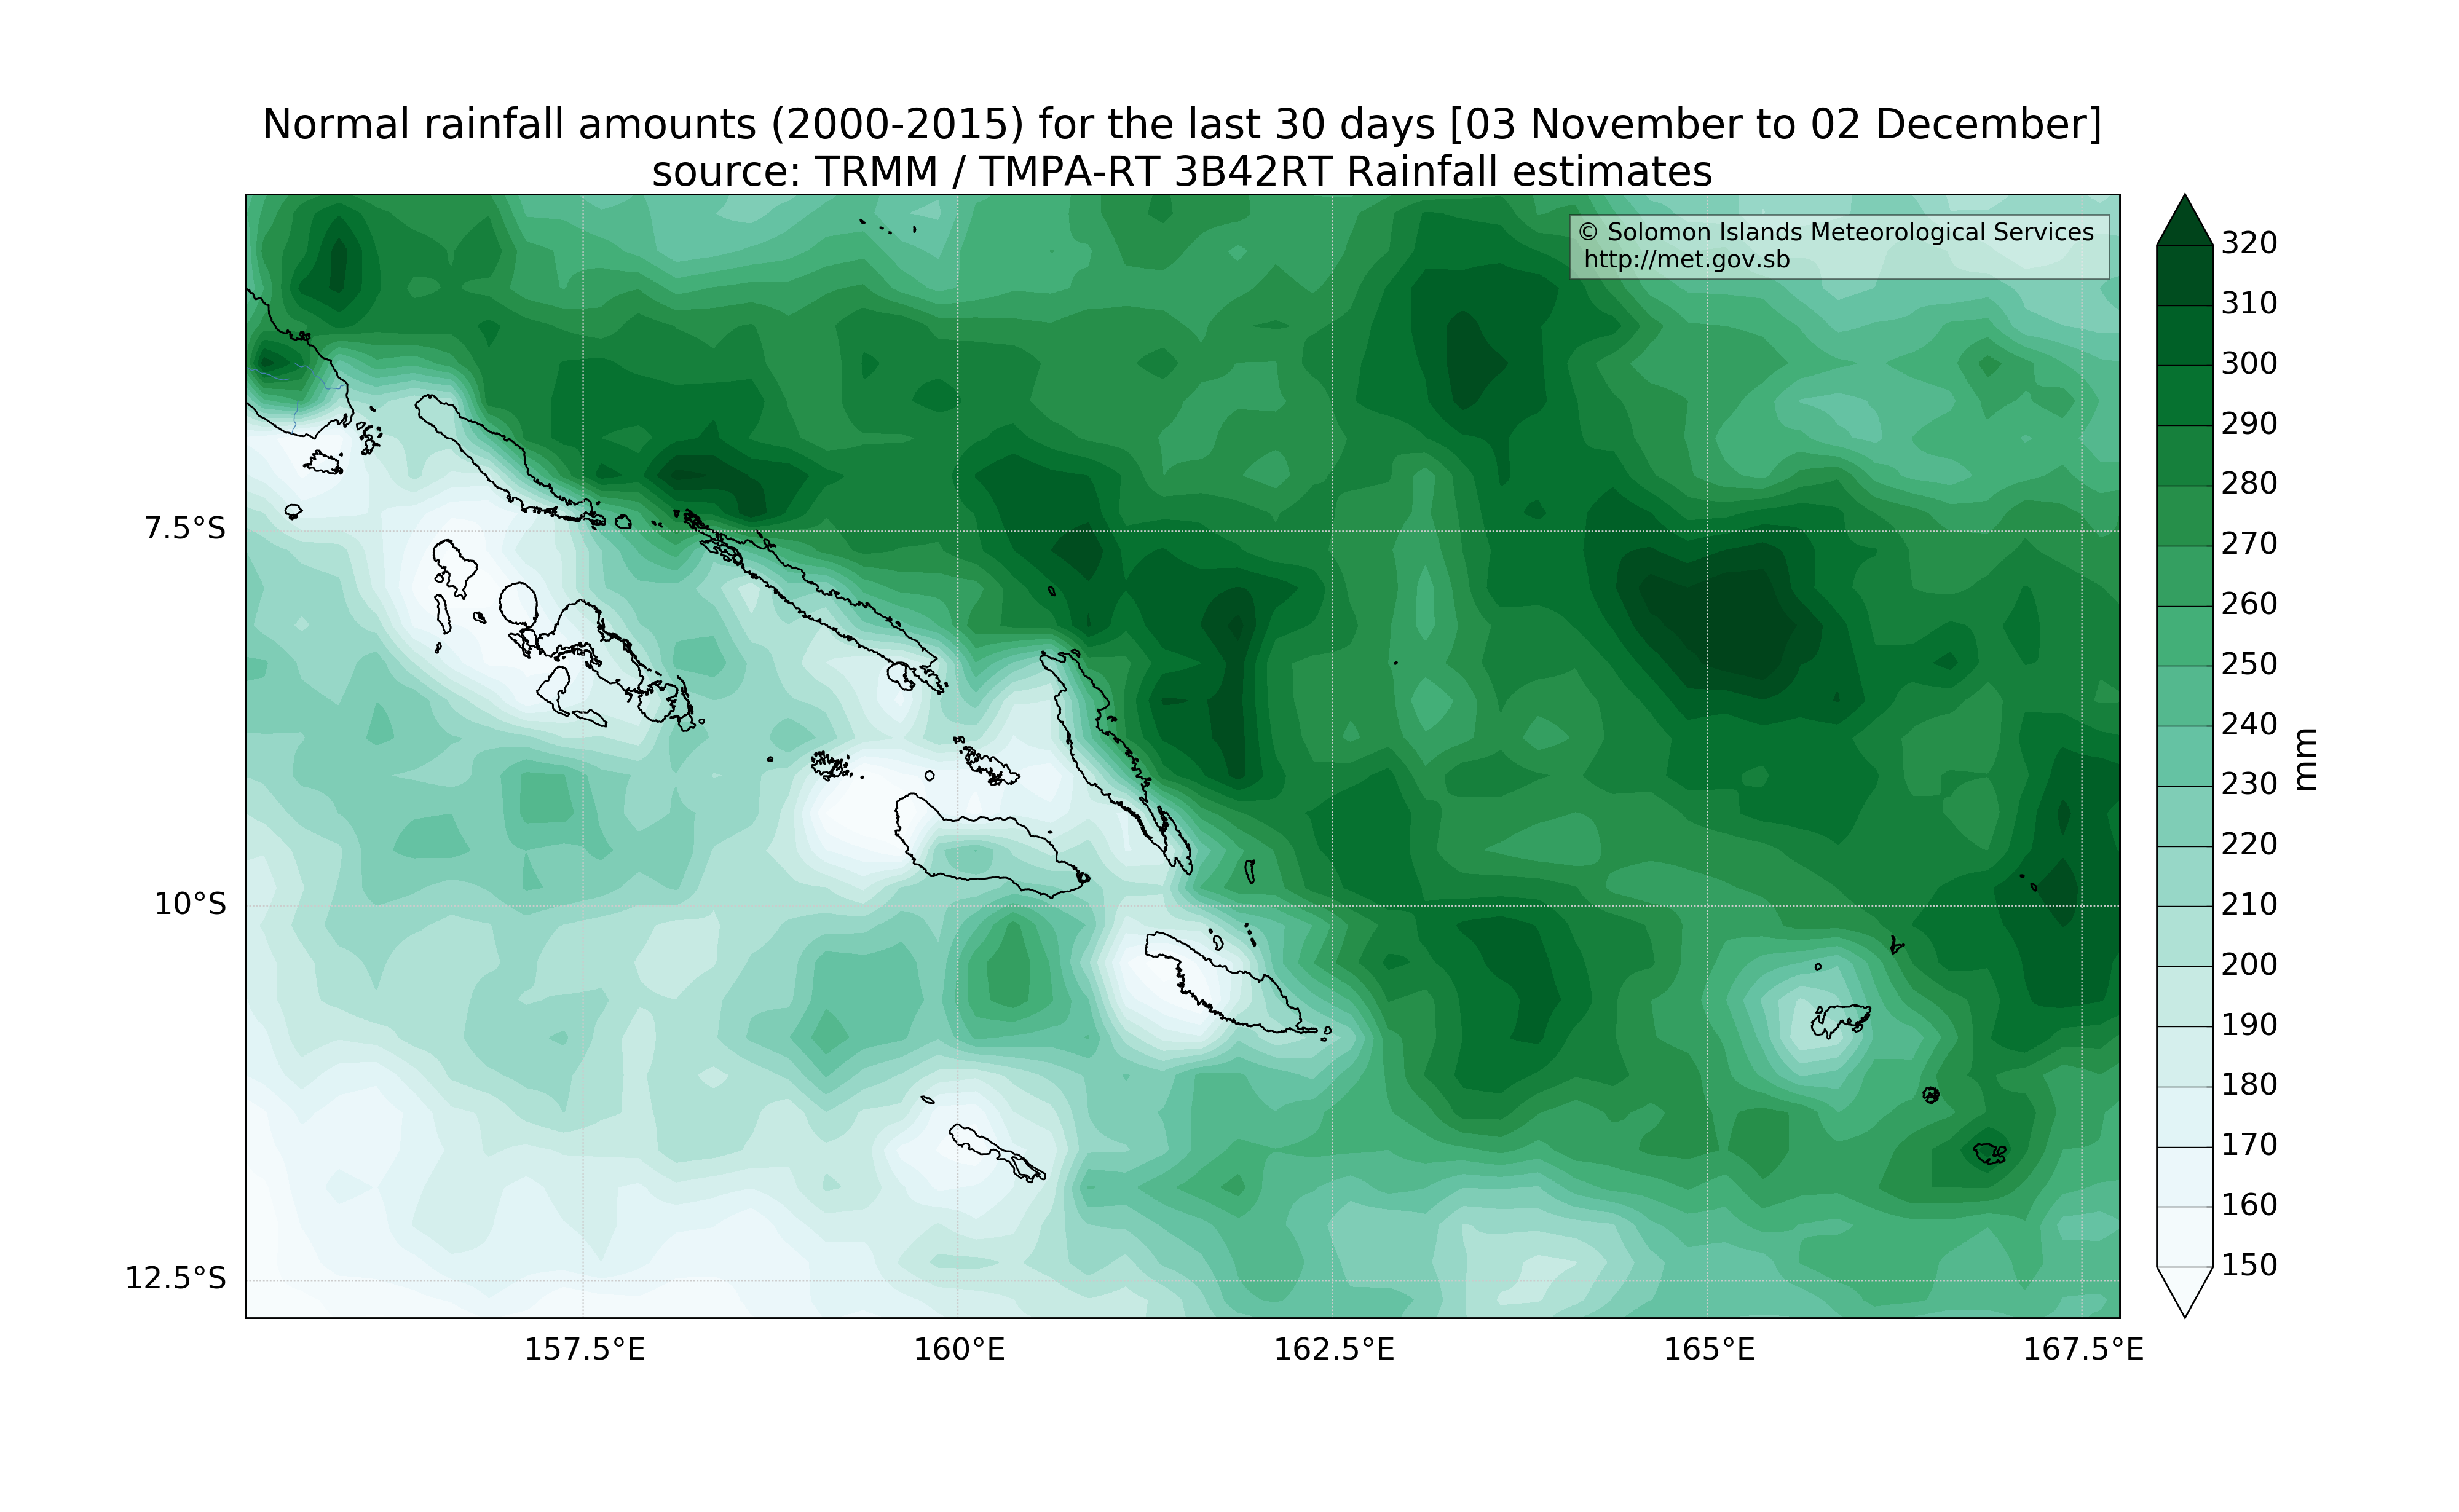 Normal rainfall amounts (2000-2015) for the last 30 days [03 November to 02 December]
source: TRMM / TMPA-RT 3B42RT Rainfall estimates
© Solomon Islands Meteorological Services
http://met.gov.sb
7.5°S
10°S
12.5°S
157.5°E
160°E
162.5°E
165°E
167.5°E
320
310
300
290
280
270
260
250
240
230
220
210
200
190
180
170
160
150
mm